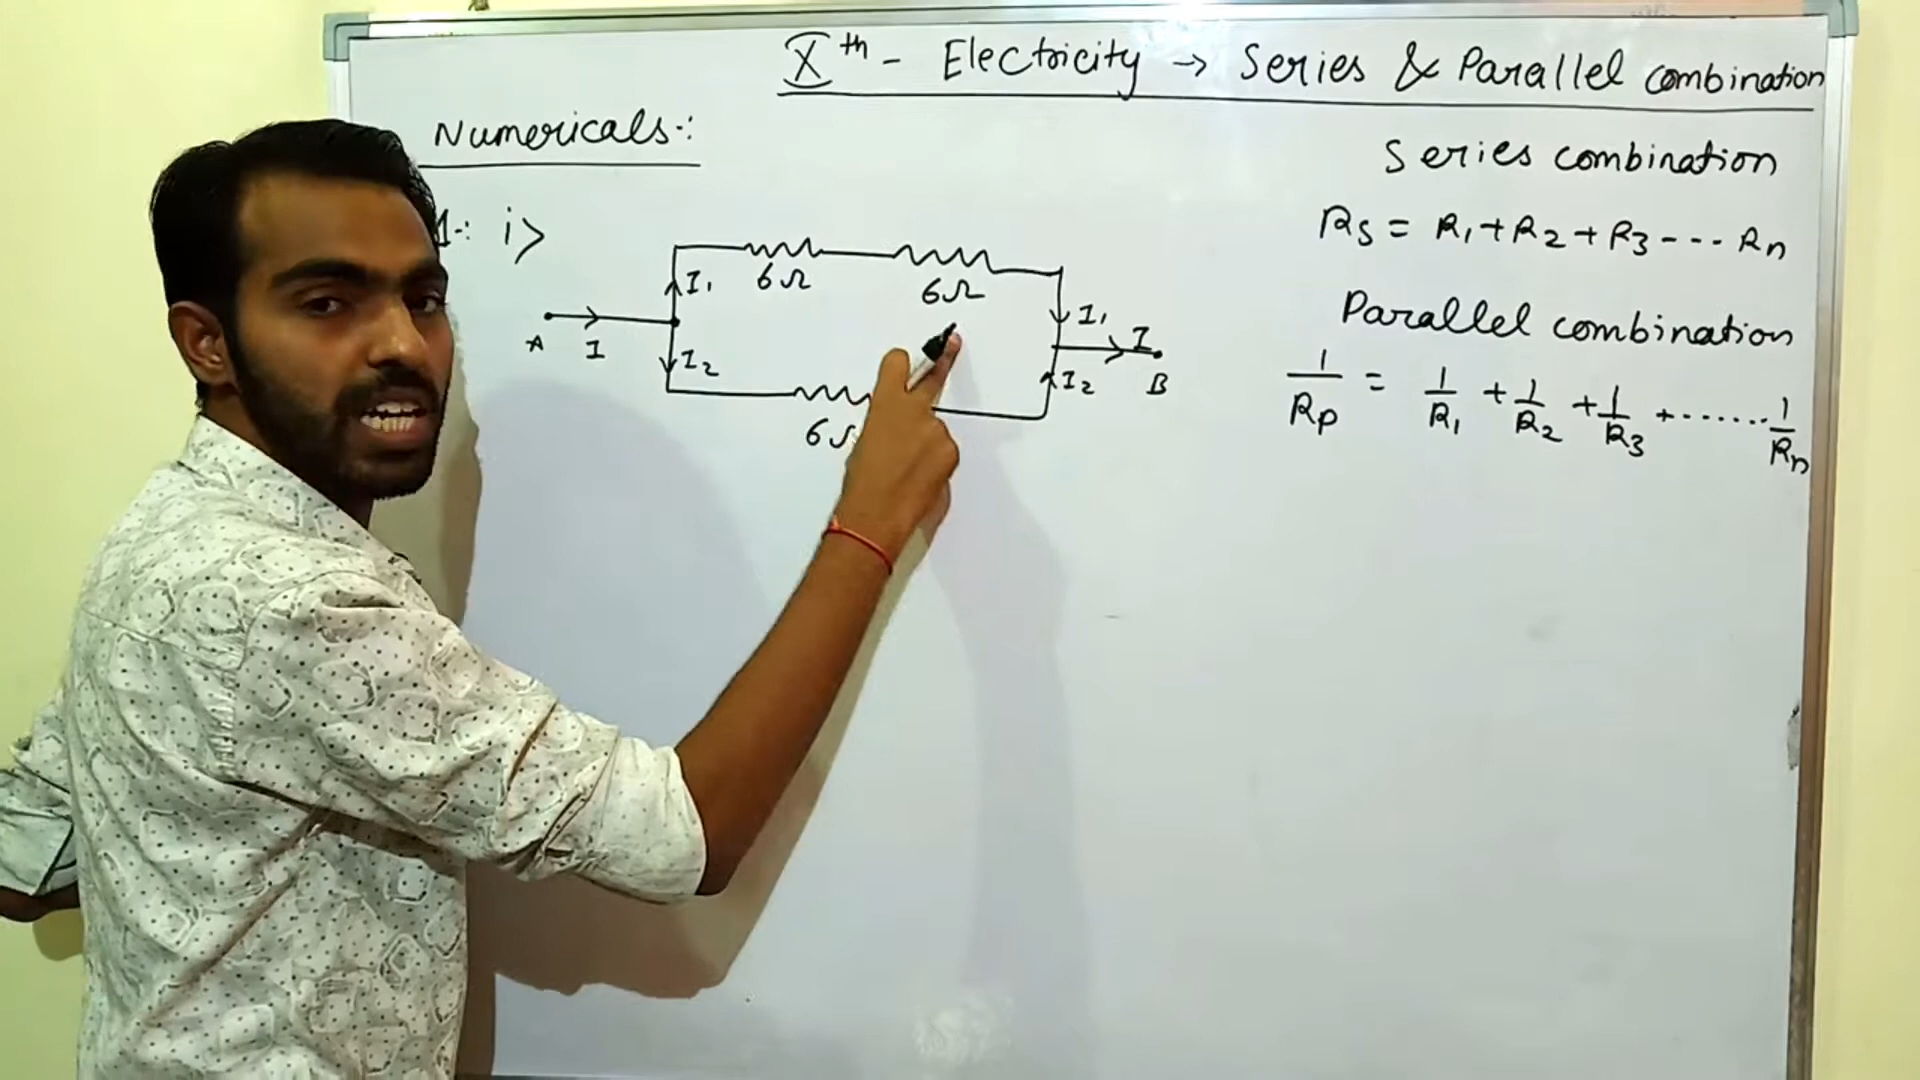 Xth - Electricity → Series & Parallel combination
Numericals:
1. i>
Series combination
Rs = R1 + R2 + R3 --- Rn
Parallel combination
1/Rp = 1/R1 + 1/R2 + 1/R3 + ....... 1/Rn
6Ω 6Ω
I1 I1
A I I B
I2 I2
6Ω